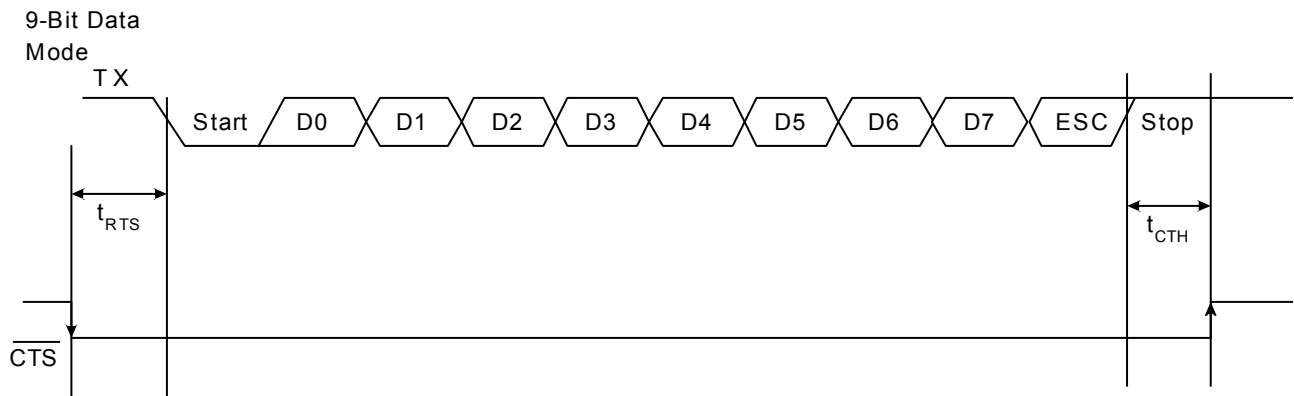 9-Bit Data
Mode
TX
Start D0 D1 D2 D3 D4 D5 D6 D7 ESC Stop
tRTS
tCTH
CTS